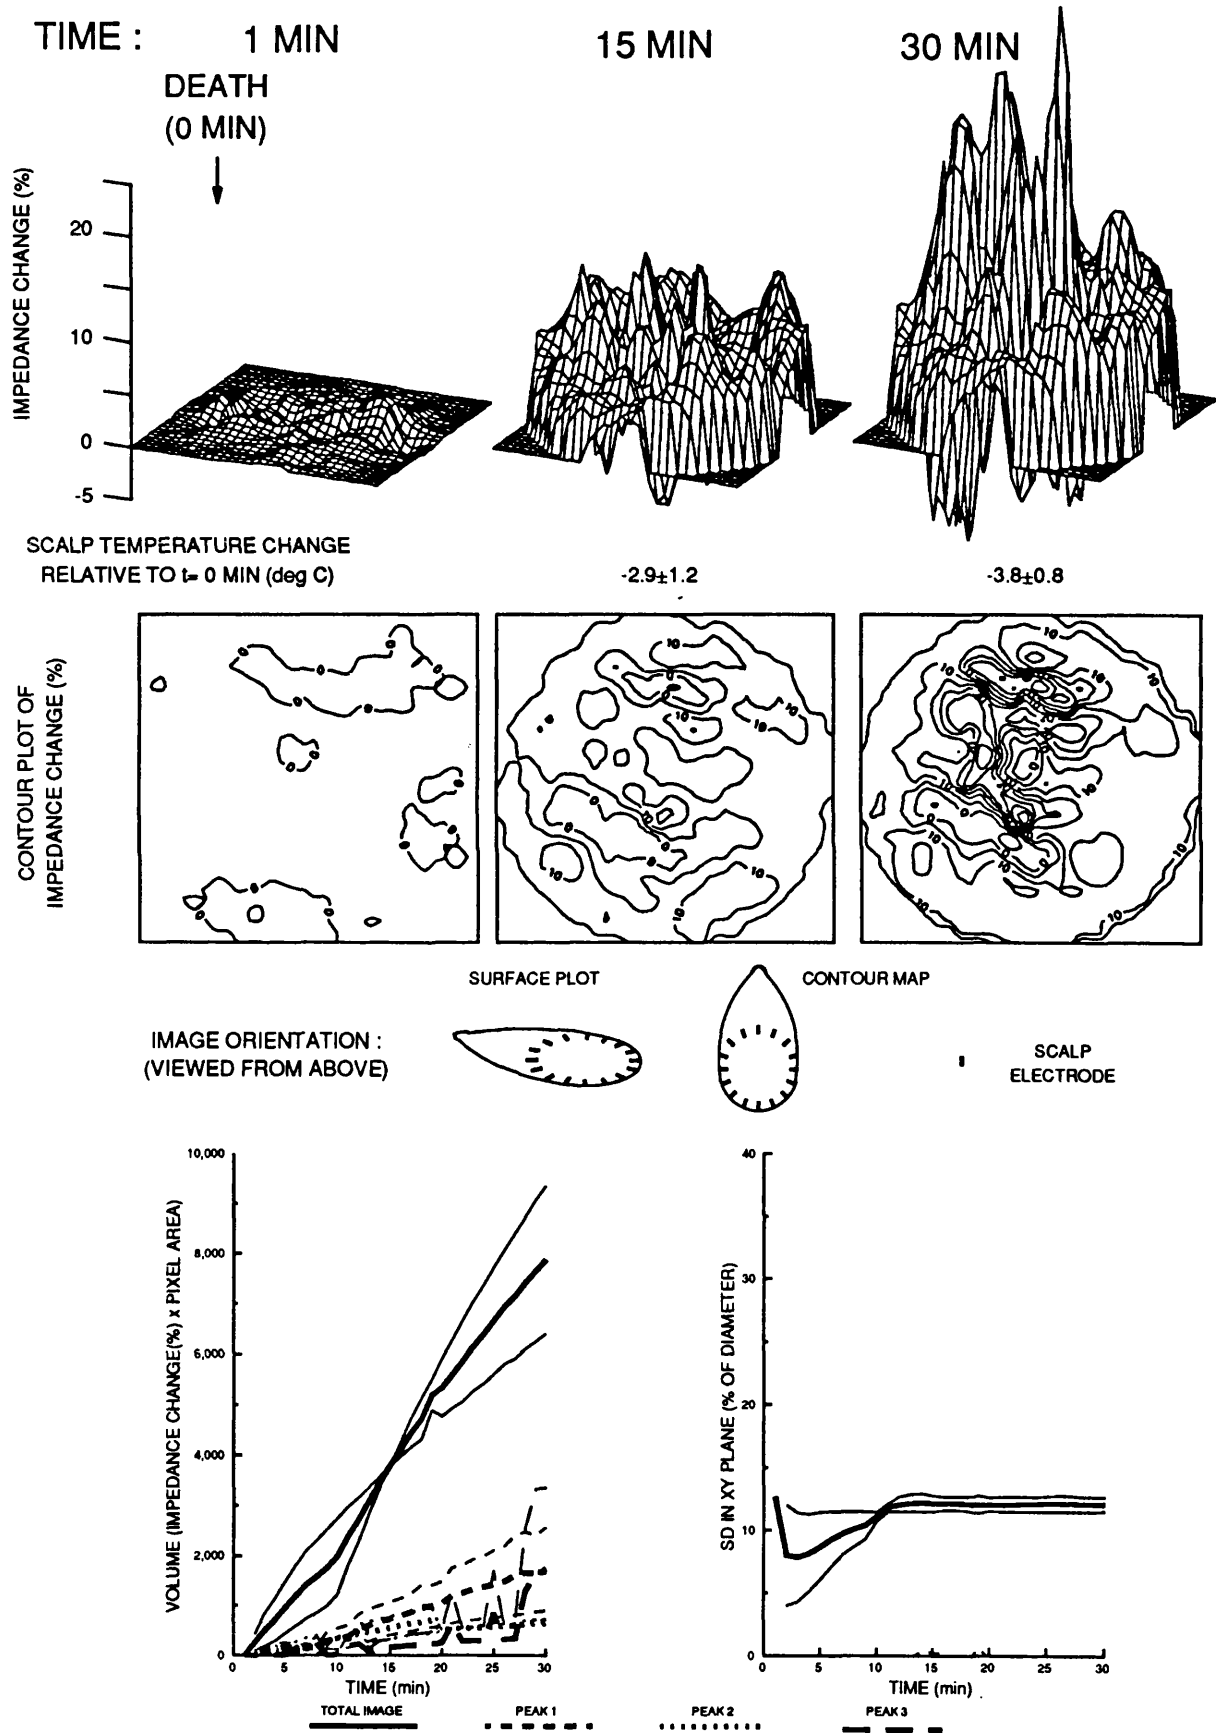 TIME : 1 MIN 15 MIN 30 MIN
DEATH
(0 MIN)
IMPEDANCE CHANGE (%)
20
10
0
-5
SCALP TEMPERATURE CHANGE
RELATIVE TO t= 0 MIN (deg C) -2.9±1.2 -3.8±0.8
CONTOUR PLOT OF
IMPEDANCE CHANGE (%)
SURFACE PLOT CONTOUR MAP
IMAGE ORIENTATION :
(VIEWED FROM ABOVE)
SCALP
ELECTRODE
VOLUME (IMPEDANCE CHANGE(%) x PIXEL AREA)
10,000
8,000
6,000
4,000
2,000
0
0 5 10 15 20 25 30
TIME (min)
SD IN XY PLANE (% OF DIAMETER)
40
30
20
10
0
0 5 10 15 20 25 30
TIME (min)
TOTAL IMAGE PEAK 1 PEAK 2 PEAK 3